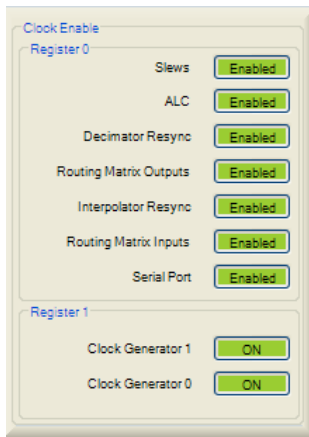 Clook Enable
Register 0
Slews Enabled
ALC Enabled
Decimator Resync Enabled
Routing Matrix Outputs Enabled
Interpolator Resync Enabled
Routing Matrix Inputs Enabled
Serial Port Enabled
Register 1
Clock Generator 1 ON
Clock Generator 0 ON